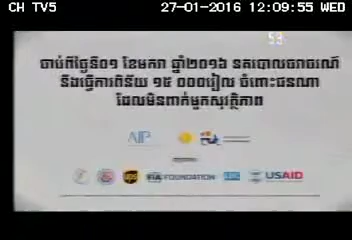 CH TV5 27-01-2016 12:09:55 WED
ចាប់ពីថ្ងៃទី០១ ខែមករា ឆ្នាំ២០១៦ នគរបាលចរាចរណ៍
នឹងធ្វើការពិន័យ ១៥ ០០០រៀល ចំពោះជនណា
ដែលមិនពាក់មួកសុវត្ថិភាព
AIP
ups FIA FOUNDATION USAID